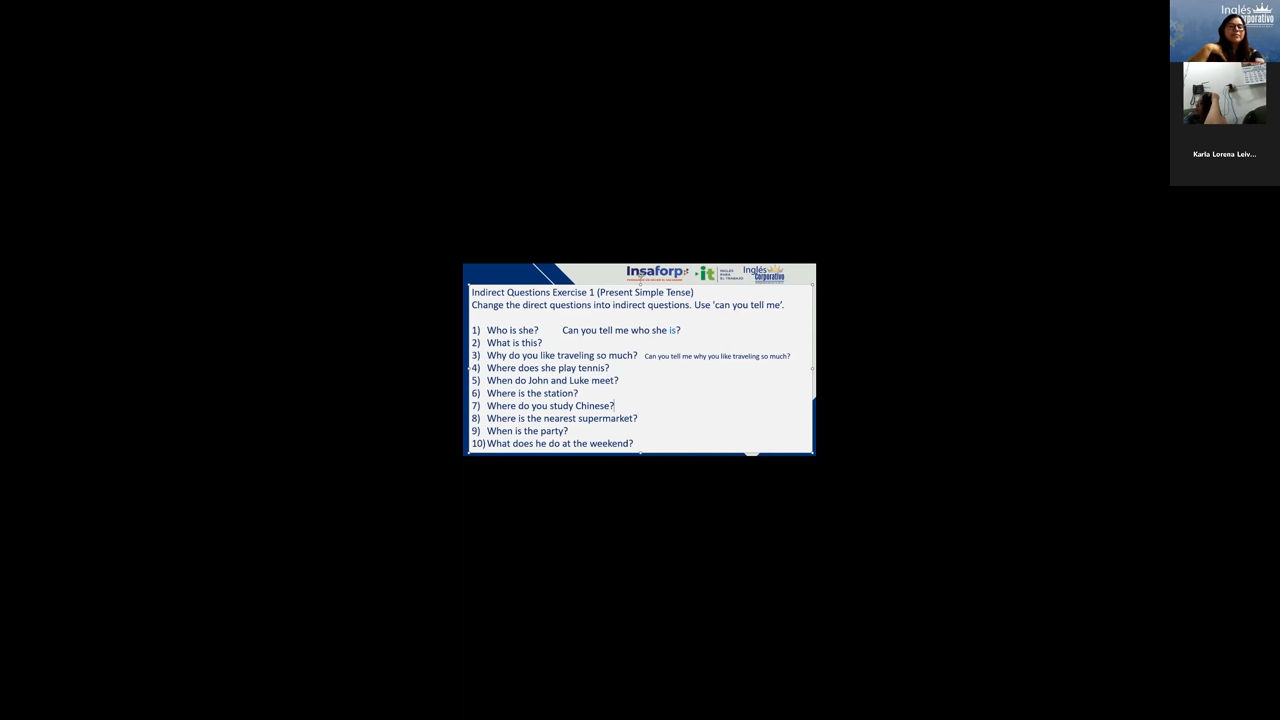 Inglés
Corporativo
Karla Lorena Leiv...
Insaforp
it
INGLÉS
PARA
EL TRABAJO
Inglés
Corporativo
Indirect Questions Exercise 1 (Present Simple Tense)
Change the direct questions into indirect questions. Use 'can you tell me'.
1) Who is she? Can you tell me who she is?
2) What is this?
3) Why do you like traveling so much? Can you tell me why you like traveling so much?
4) Where does she play tennis?
5) When do John and Luke meet?
6) Where is the station?
7) Where do you study Chinese?
8) Where is the nearest supermarket?
9) When is the party?
10) What does he do at the weekend?